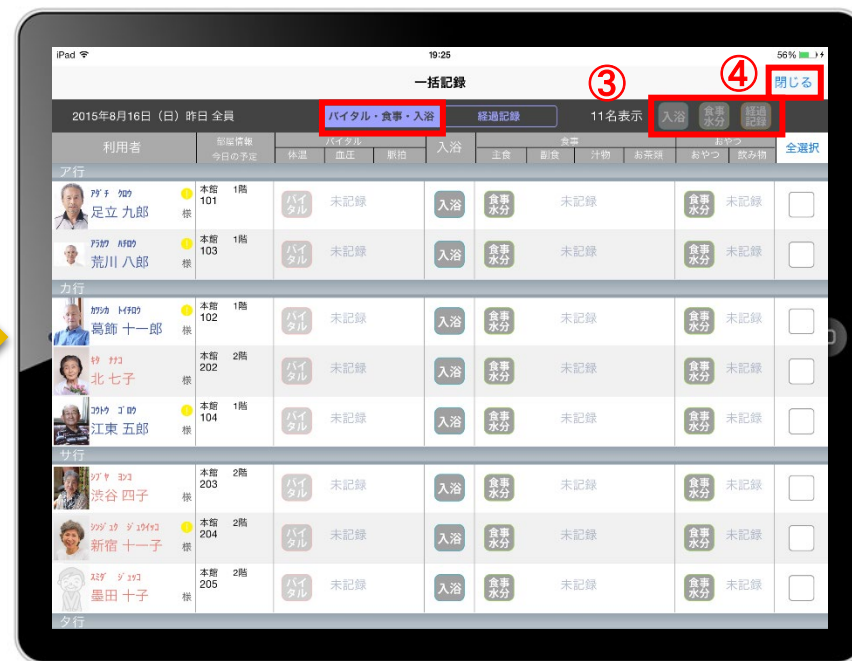 iPad 19:25 56%
一括記録
③
④
閉じる
2015年8月16日（日）昨日 全員 バイタル・食事・入浴 経過記録 11名表示 入浴 食事水分 経過記録
利用者 部屋情報 今日の予定 バイタル 体温 血圧 脈拍 入浴 食事 主食 副食 汁物 お茶類 おやつ おやつ 飲み物 全選択
ア行
ｱﾀﾞﾁ ｸﾛｳ 本館 1階
足立 九郎 様 101 バイタル 未記録 入浴 食事水分 未記録 食事水分 未記録
ｱﾗｶﾜ ﾊﾁﾛｳ 本館 1階
荒川 八郎 様 103 バイタル 未記録 入浴 食事水分 未記録 食事水分 未記録
カ行
ｶﾂｼｶ ﾄｲﾁﾛｳ 本館 1階
葛飾 十一郎 様 102 バイタル 未記録 入浴 食事水分 未記録 食事水分 未記録
ｷﾀ ﾅﾅｺ 本館 2階
北 七子 様 202 バイタル 未記録 入浴 食事水分 未記録 食事水分 未記録
ｺｳﾄｳ ｺﾞﾛｳ 本館 1階
江東 五郎 様 104 バイタル 未記録 入浴 食事水分 未記録 食事水分 未記録
サ行
ｼﾌﾞﾔ ﾖﾝｺ 本館 2階
渋谷 四子 様 203 バイタル 未記録 入浴 食事水分 未記録 食事水分 未記録
ｼﾝｼﾞｭｸ ｼﾞｭｳｲﾁｺ 本館 2階
新宿 十一子 様 204 バイタル 未記録 入浴 食事水分 未記録 食事水分 未記録
ｽﾐﾀﾞ ｼﾞｭｳｺ 本館 2階
墨田 十子 様 205 バイタル 未記録 入浴 食事水分 未記録 食事水分 未記録
タ行